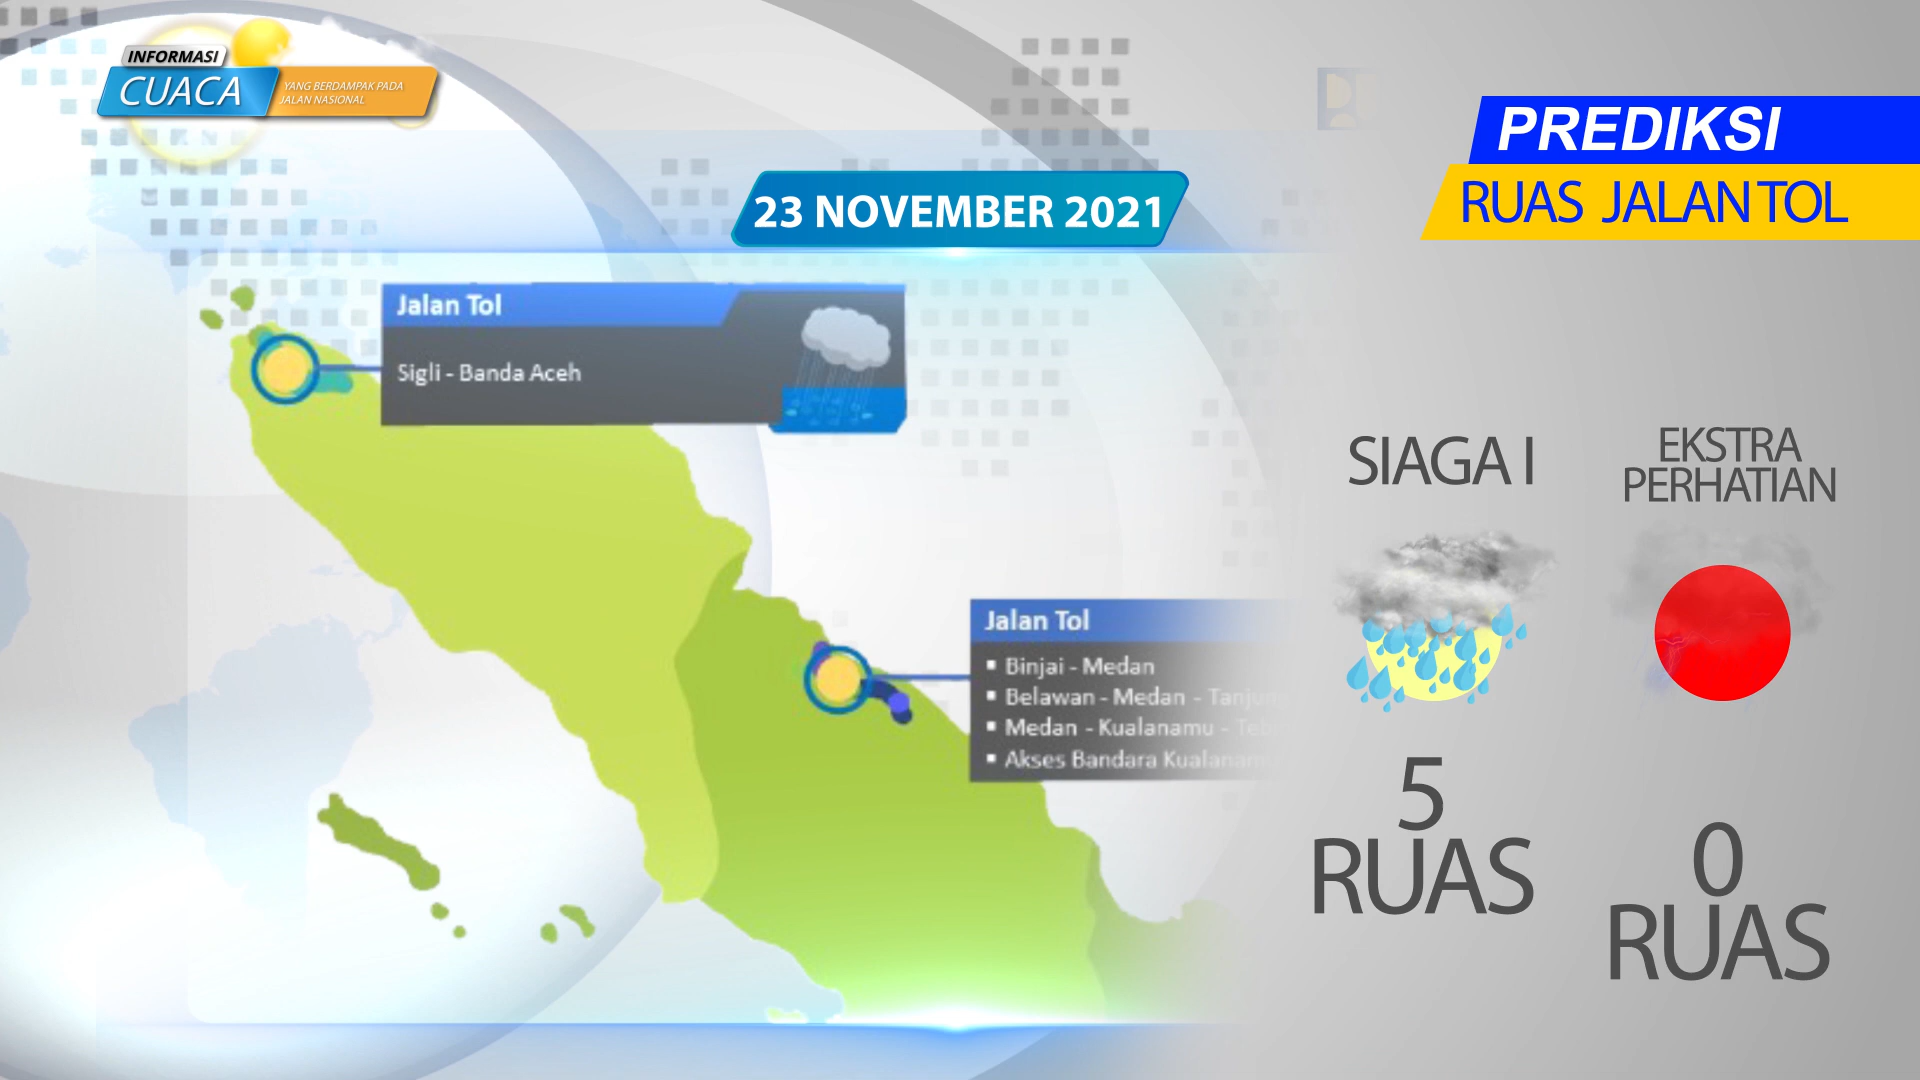 INFORMASI
CUACA
YANG BERDAMPAK PADA
JALAN NASIONAL
PREDIKSI
RUAS JALAN TOL
23 NOVEMBER 2021
Jalan Tol
Sigli - Banda Aceh
SIAGA I
EKSTRA
PERHATIAN
Jalan Tol
▪ Binjai - Medan
▪ Belawan - Medan -
▪ Medan - Kualanamu -
▪ Akses Bandara
5
RUAS
0
RUAS